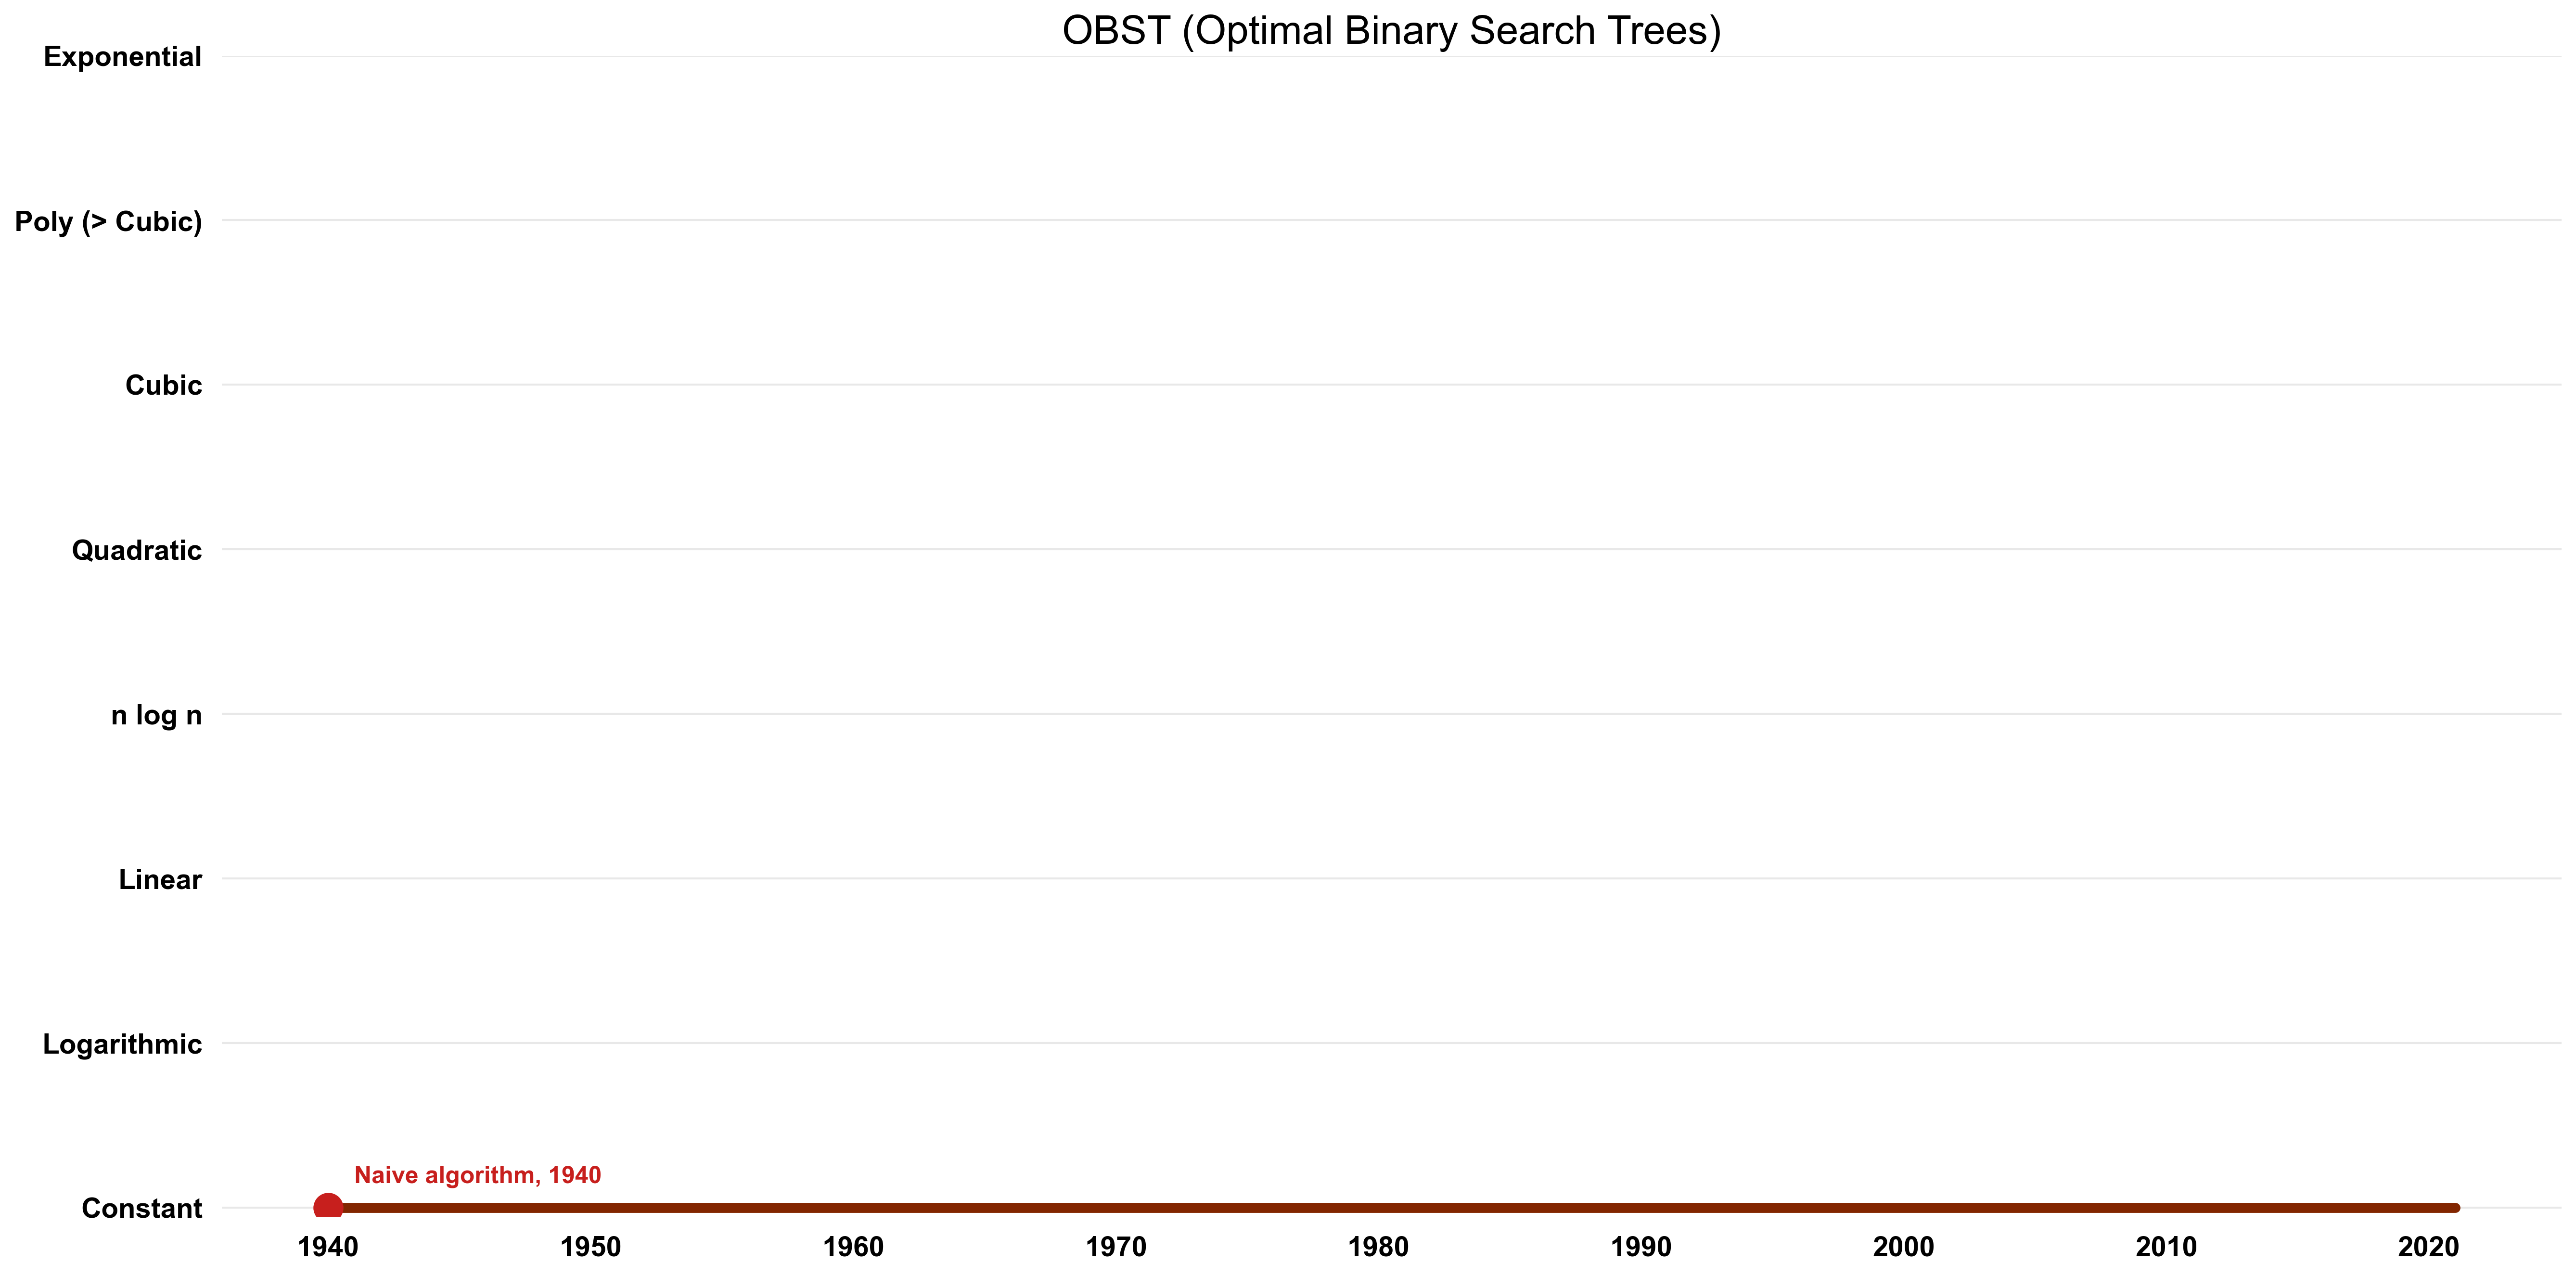 OBST (Optimal Binary Search Trees)
Exponential
Poly (> Cubic)
Cubic
Quadratic
n log n
Linear
Logarithmic
Naive algorithm, 1940
Constant
1940 1950 1960 1970 1980 1990 2000 2010 2020